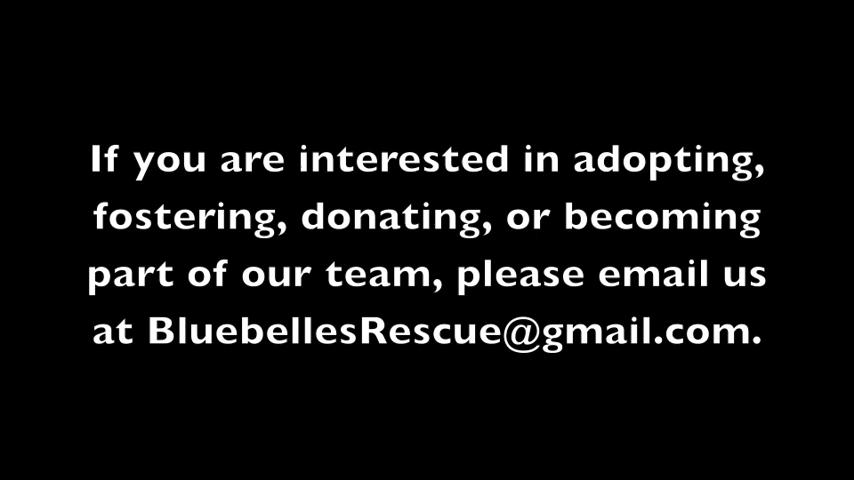 If you are interested in adopting,
fostering, donating, or becoming
part of our team, please email us
at BluebellesRescue@gmail.com.